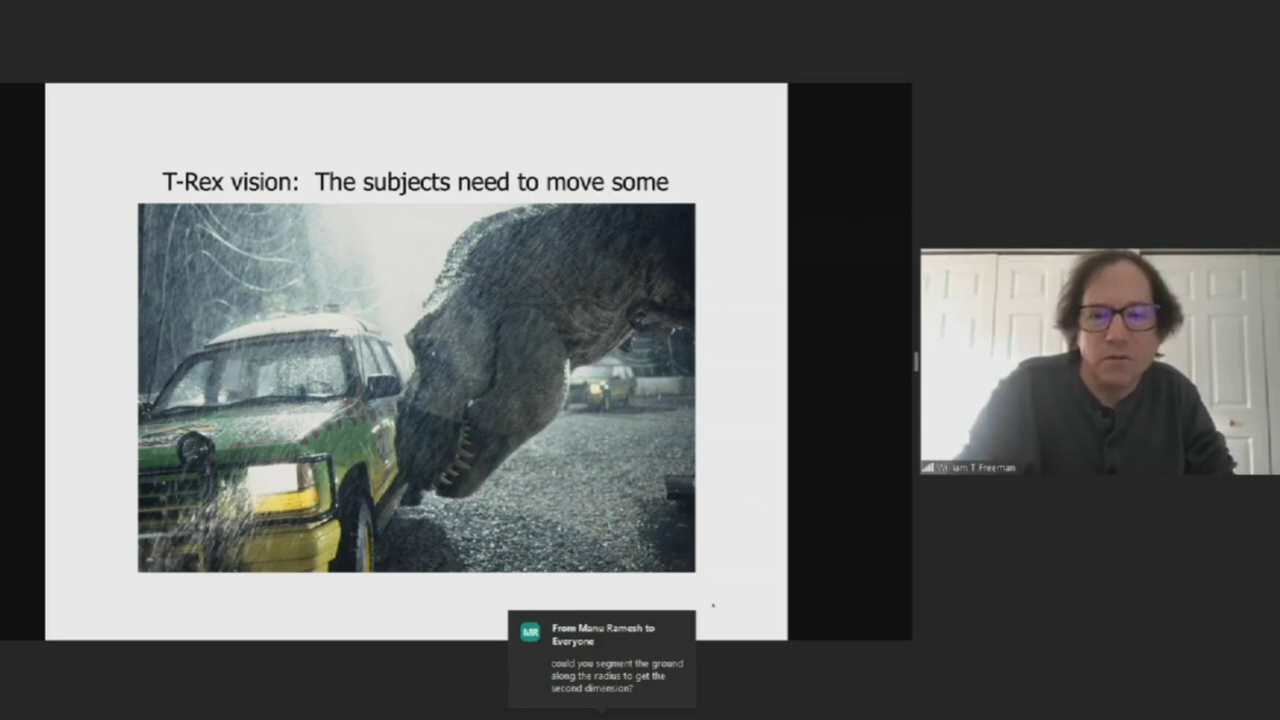 T-Rex vision: The subjects need to move some
William T Freeman
MR
From Manu Ramesh to
Everyone
could you segment the ground
along the radius to get the
second dimension?